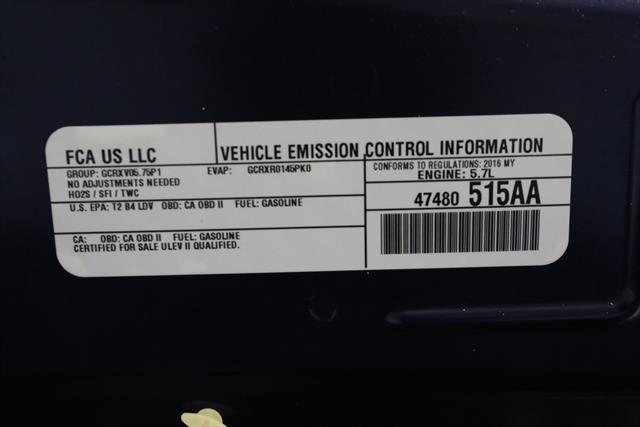 FCA US LLC
VEHICLE EMISSION CONTROL INFORMATION
GROUP: GCRXV05.75P1 EVAP: GCRXR0145PK0
NO ADJUSTMENTS NEEDED
HO2S / SFI / TWC
CONFORMS TO REGULATIONS: 2016 MY
ENGINE: 5.7L
U.S. EPA: T2 B4 LDV OBD: CA OBD II FUEL: GASOLINE
47480 515AA
CA: OBD: CA OBD II FUEL: GASOLINE
CERTIFIED FOR SALE ULEV II QUALIFIED.